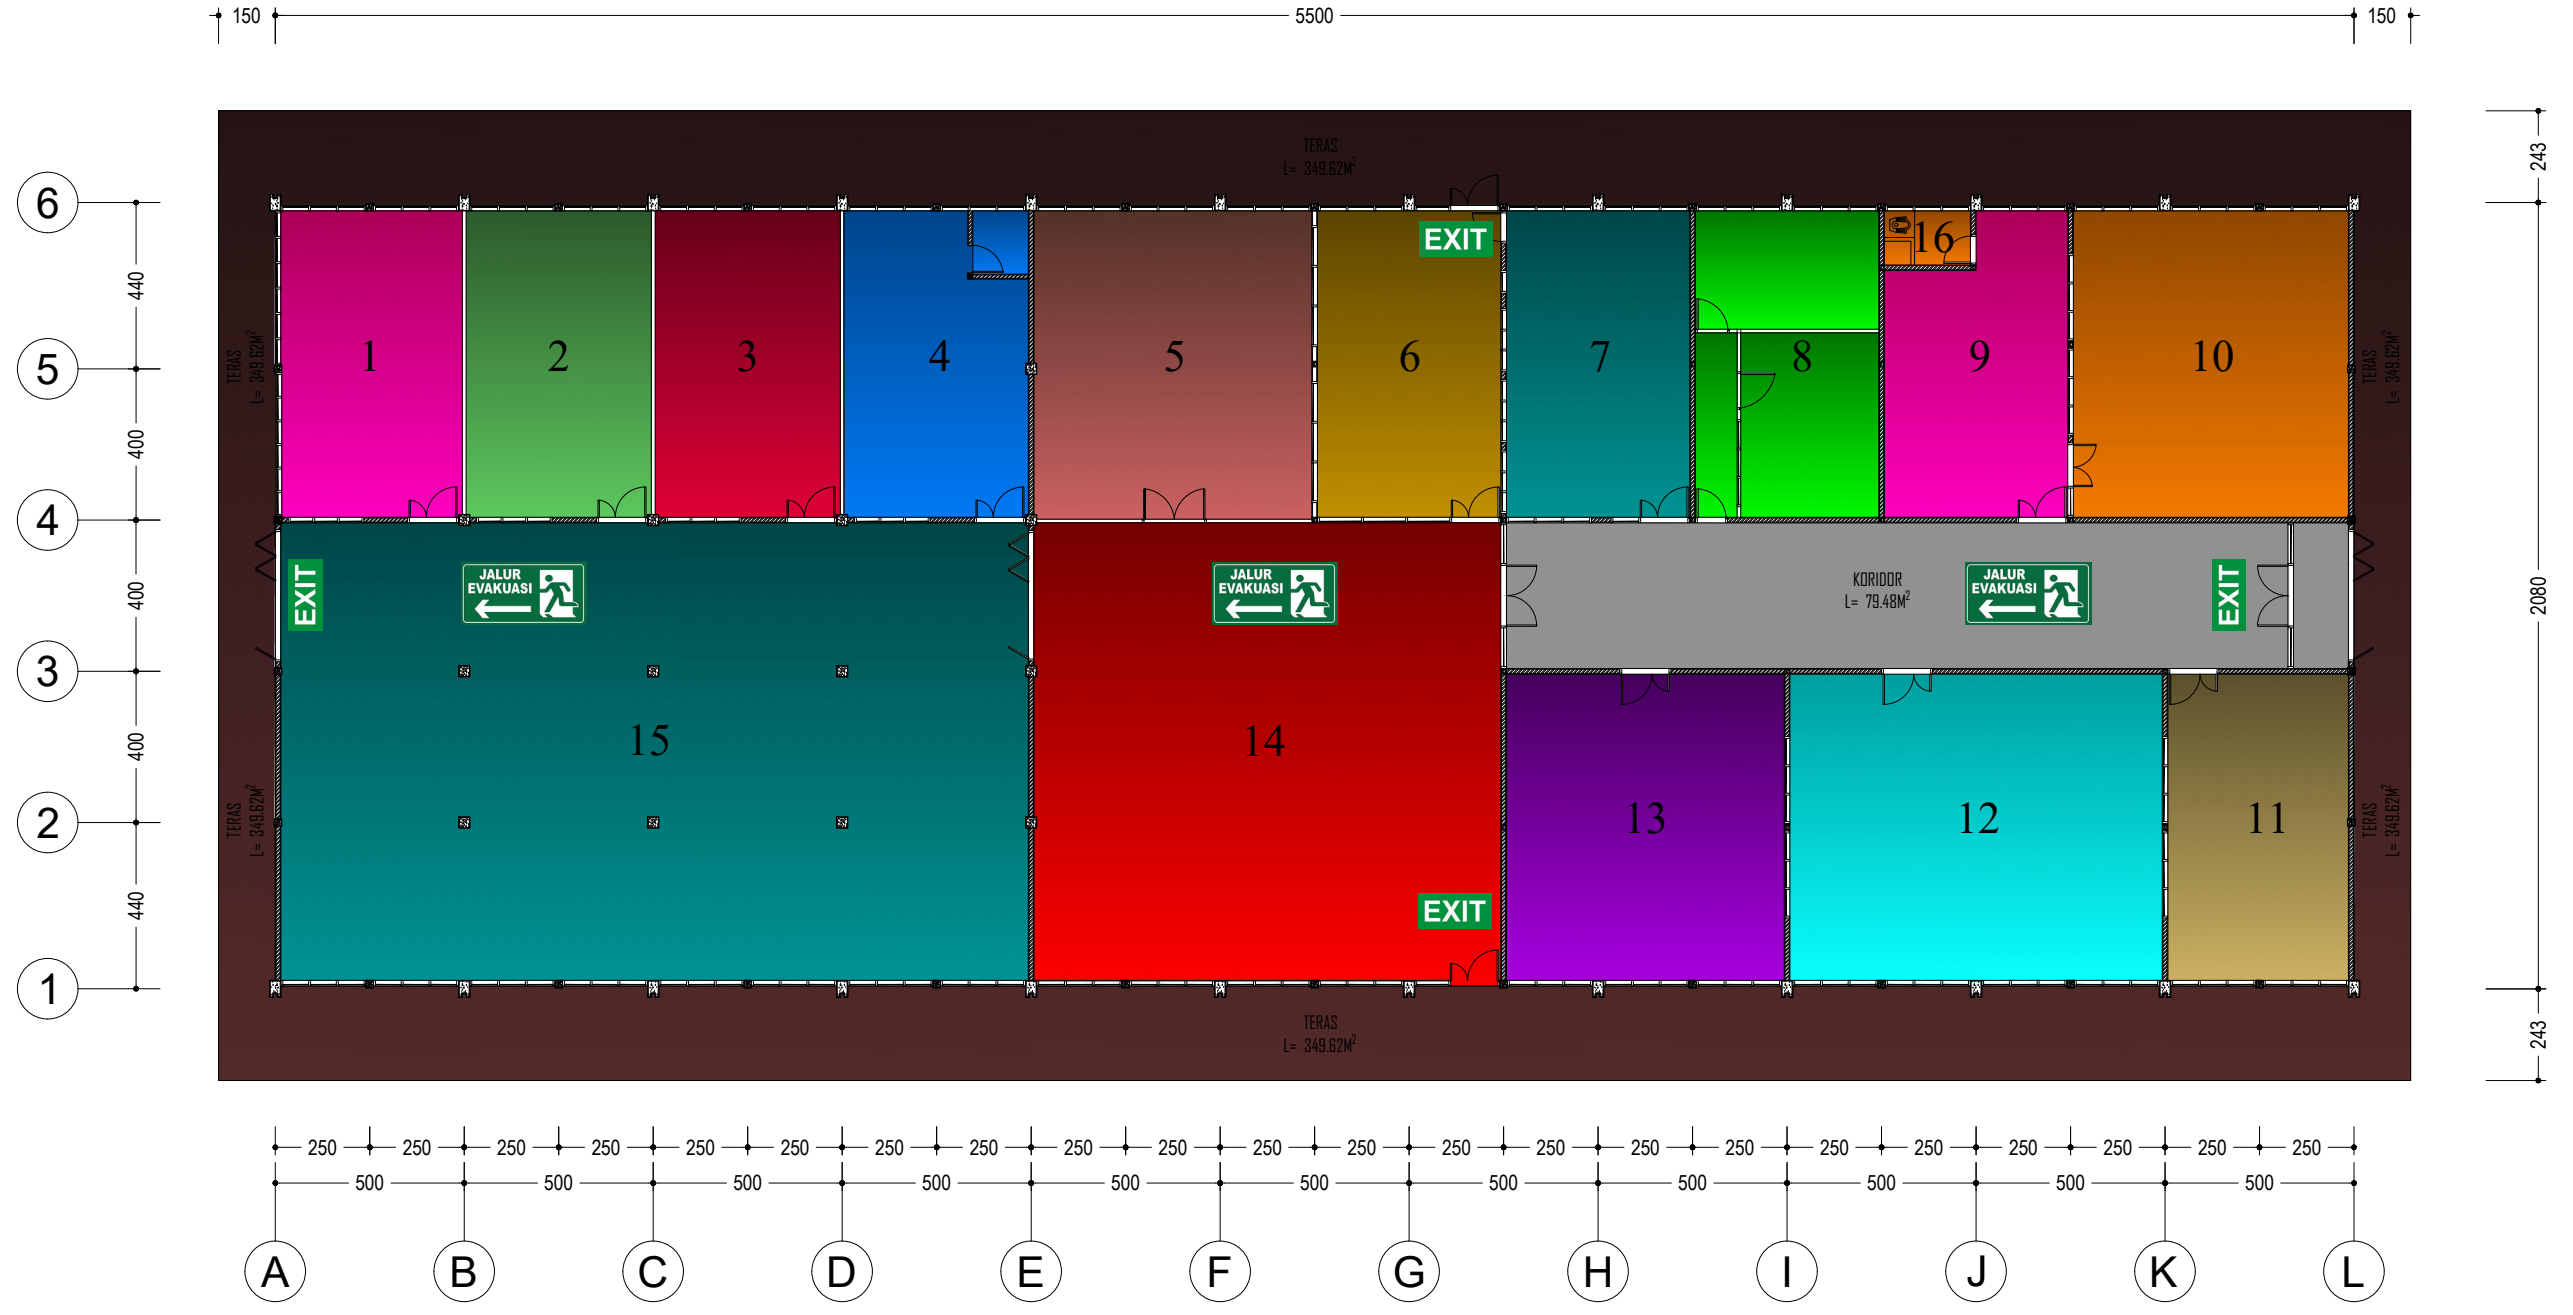 150
5500
150
TERAS
L= 349.62M²
243
6
EXIT
16
440
TERAS
L= 349.62M²
1
2
3
4
5
6
7
8
9
10
TERAS
L= 349.62M²
5
400
4
EXIT
JALUR
EVAKUASI
JALUR
EVAKUASI
KORIDOR
L= 79.48M²
JALUR
EVAKUASI
EXIT
400
2080
3
15
14
400
TERAS
L= 349.62M²
13
12
11
TERAS
L= 349.62M²
2
440
EXIT
1
TERAS
L= 349.62M²
243
250 250 250 250 250 250 250 250 250 250 250 250 250 250 250 250 250 250 250 250 250 250
500 500 500 500 500 500 500 500 500 500 500
A B C D E F G H I J K L